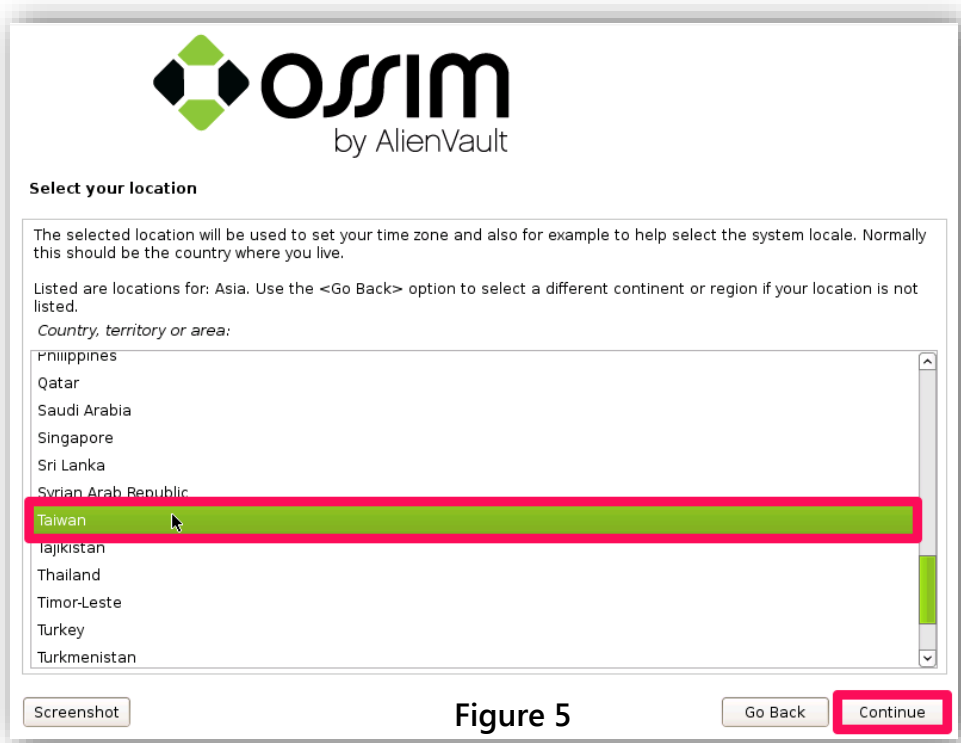 OSSIM
by AlienVault
Select your location
The selected location will be used to set your time zone and also for example to help select the system locale. Normally
this should be the country where you live.
Listed are locations for: Asia. Use the <Go Back> option to select a different continent or region if your location is not
listed.
Country, territory or area:
Philippines
Qatar
Saudi Arabia
Singapore
Sri Lanka
Syrian Arab Republic
Taiwan
Tajikistan
Thailand
Timor-Leste
Turkey
Turkmenistan
Screenshot
Figure 5
Go Back
Continue